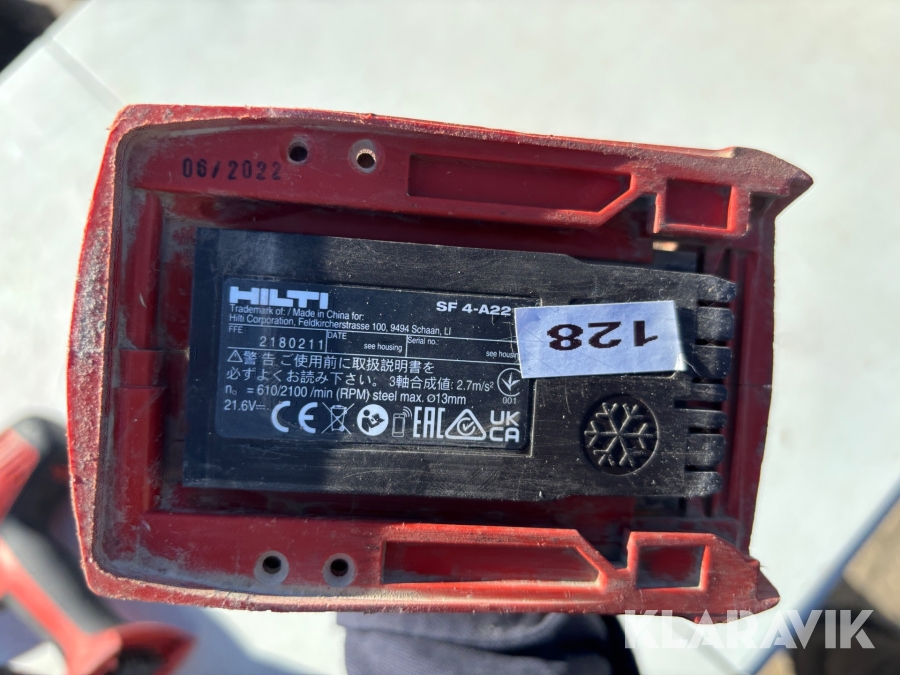 06/2022
HILTI
SF 4-A22
Trademark of: / Made in China for:
Hilti Corporation, Feldkircherstrasse 100, 9494 Schaan, LI
FFE
2180211
DATE
see housing
Serial no.
see housing
⚠警告 ご使用前に取扱説明書を
必ずよくお読み下さい。 3軸合成値: 2.7m/s²
001
n₀ = 610/2100 /min (RPM) steel max. ⌀13mm
21.6V⎓
CE
EAC
UK
CA
128
KLARAVIK